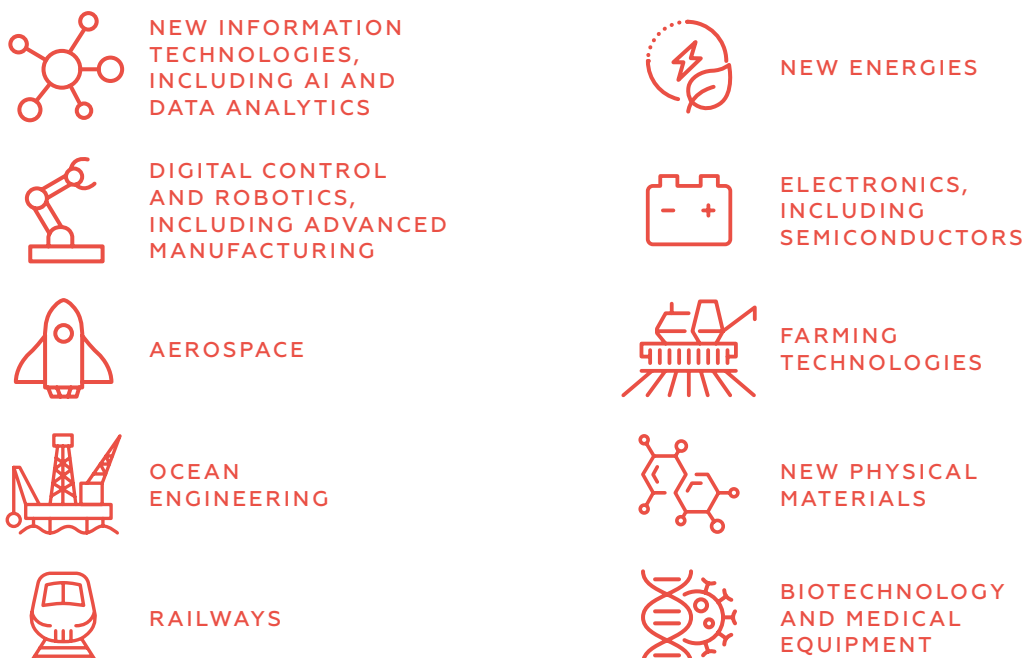 NEW INFORMATION
TECHNOLOGIES,
INCLUDING AI AND
DATA ANALYTICS
DIGITAL CONTROL
AND ROBOTICS,
INCLUDING ADVANCED
MANUFACTURING
AEROSPACE
OCEAN
ENGINEERING
RAILWAYS
NEW ENERGIES
ELECTRONICS,
INCLUDING
SEMICONDUCTORS
FARMING
TECHNOLOGIES
NEW PHYSICAL
MATERIALS
BIOTECHNOLOGY
AND MEDICAL
EQUIPMENT